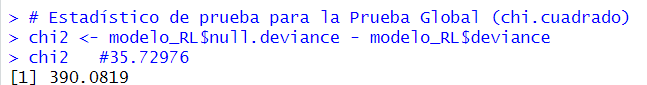 > # Estadístico de prueba para la Prueba Global (chi.cuadrado)
> chi2 <- modelo_RL$null.deviance - modelo_RL$deviance
> chi2   #35.72976
[1] 390.0819